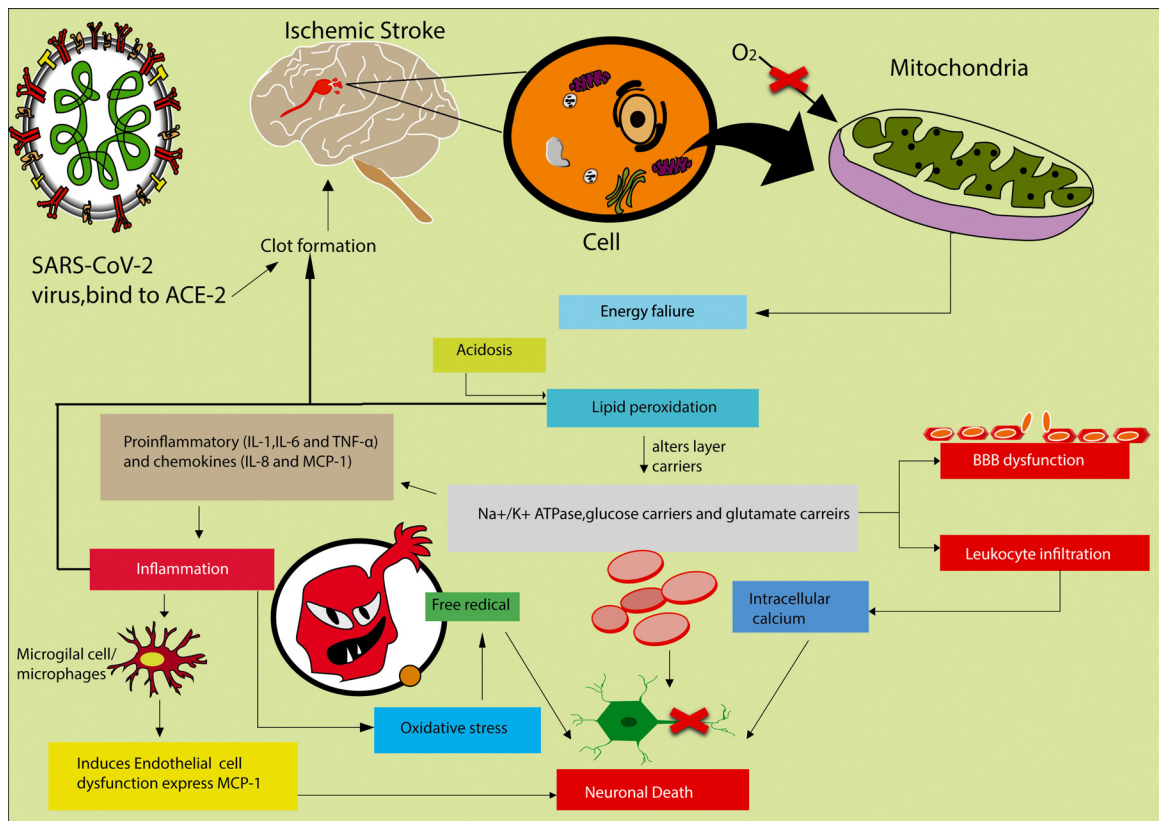 Ischemic Stroke
O2
Mitochondria
Cell
Clot formation
SARS-CoV-2
virus,bind to ACE-2
Energy faliure
Acidosis
Lipid peroxidation
alters layer
carriers
Proinflammatory (IL-1,IL-6 and TNF-α)
and chemokines (IL-8 and MCP-1)
BBB dysfunction
Na+/K+ ATPase,glucose carriers and glutamate carreirs
Leukocyte infiltration
Inflammation
Free redical
Intracellular
calcium
Microgilal cell/
microphages
Oxidative stress
Induces Endothelial cell
dysfunction express MCP-1
Neuronal Death